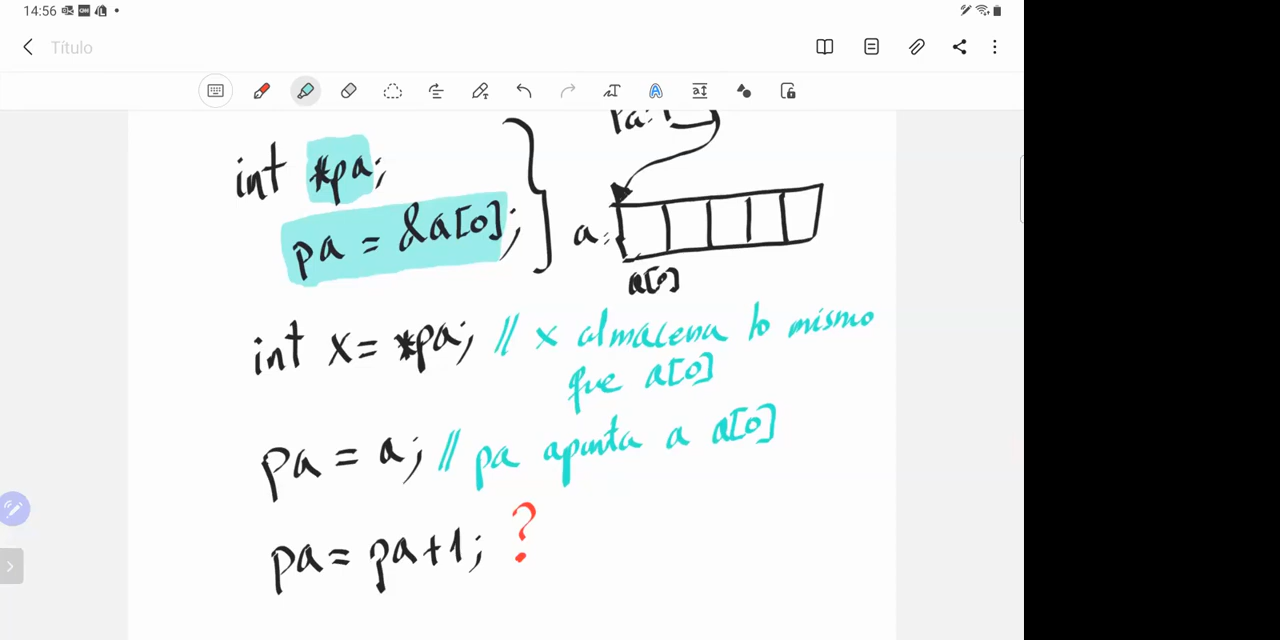 14:56
Título
pa:
int *pa;
pa = &a[0];
a:
a[0]
int x= *pa; // x almacena lo mismo
que a[0]
pa = a; // pa apunta a a[0]
pa= pa+1; ?